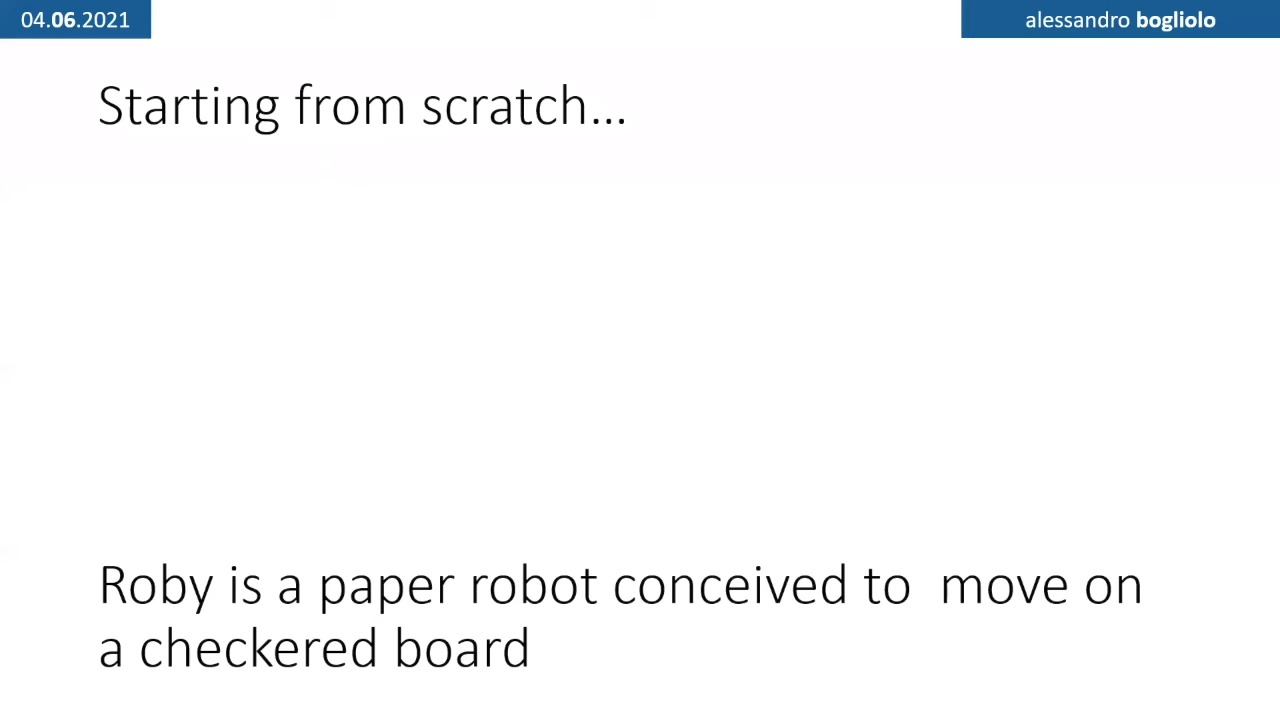 04.06.2021
alessandro bogliolo
Starting from scratch...
Roby is a paper robot conceived to  move on
a checkered board